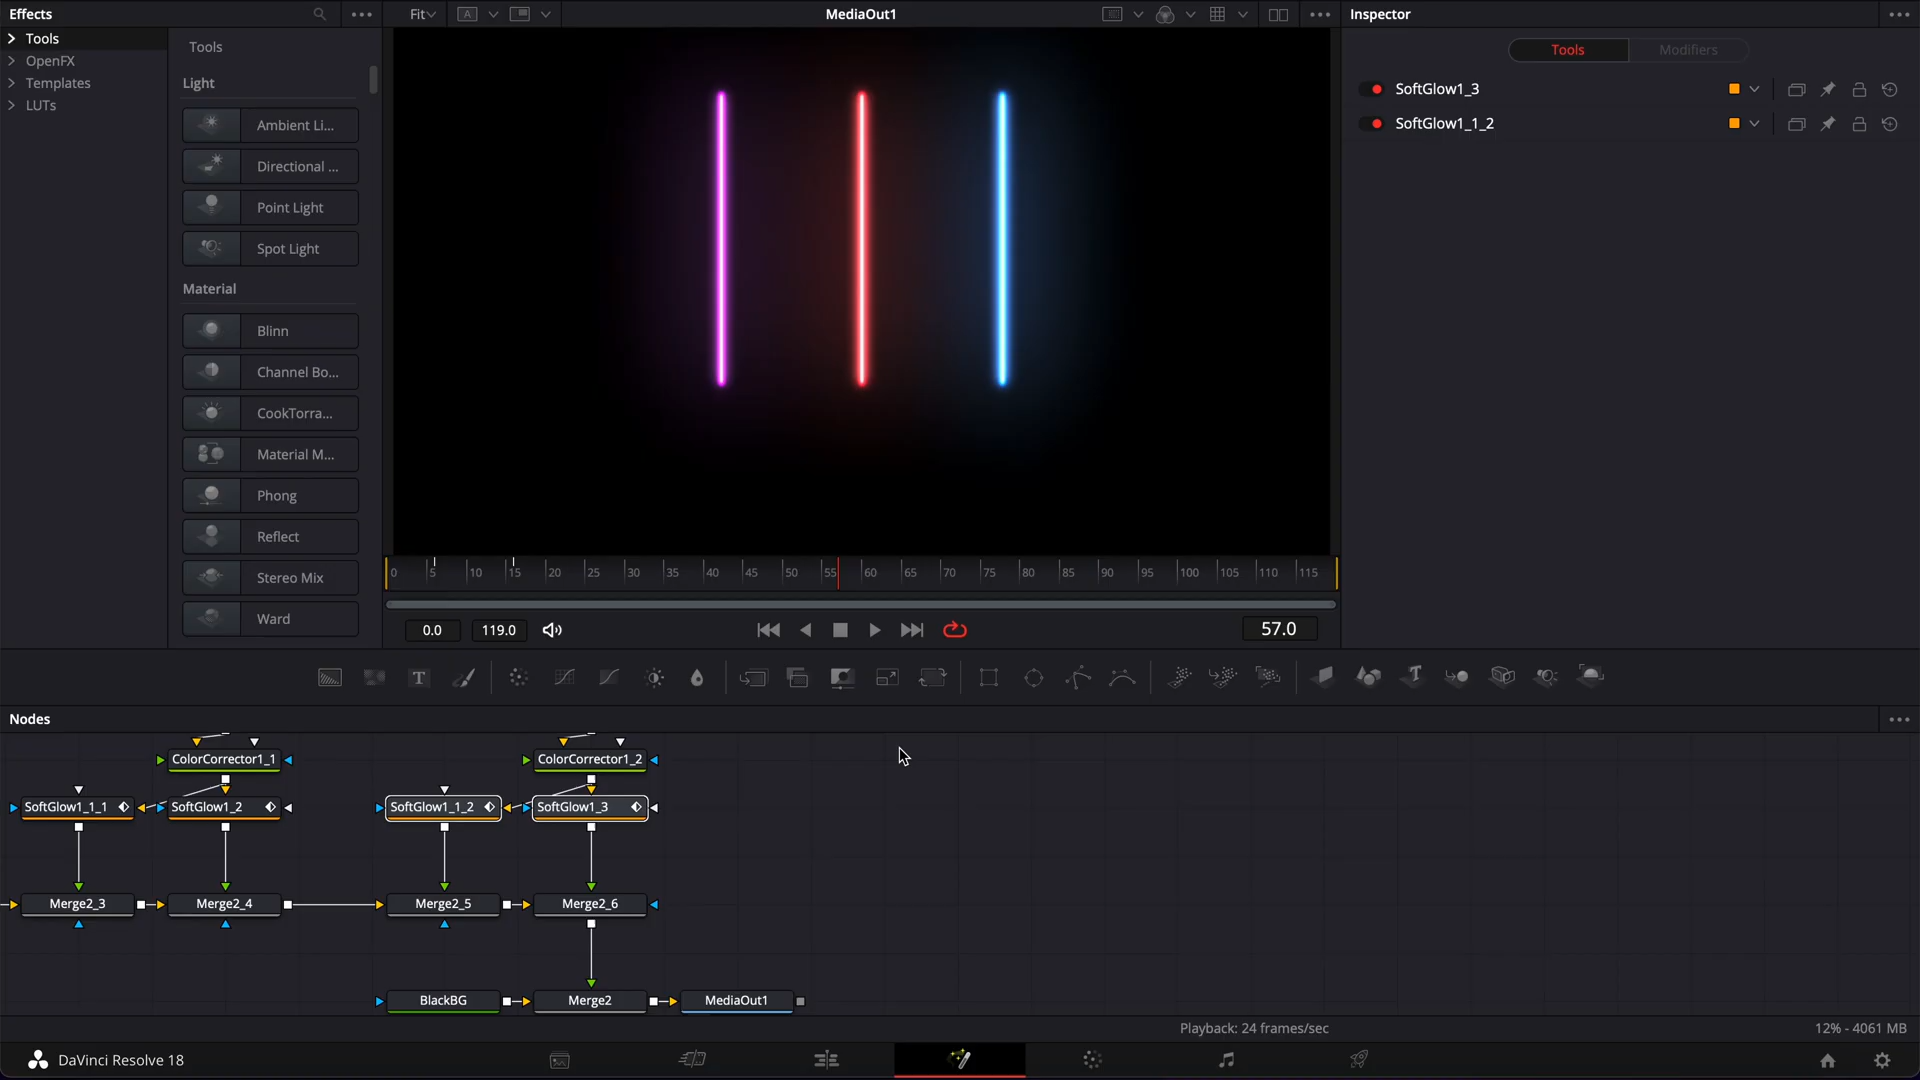 Effects
Fit
A
MediaOut1
Inspector
Tools
OpenFX
Templates
LUTs
Tools
Light
Ambient Li...
Directional ...
Point Light
Spot Light
Material
Blinn
Channel Bo...
CookTorra...
Material M...
Phong
Reflect
Stereo Mix
Ward
Tools
Modifiers
SoftGlow1_3
SoftGlow1_1_2
0 5 10 15 20 25 30 35 40 45 50 55 60 65 70 75 80 85 90 95 100 105 110 115
0.0
119.0
57.0
T
T
Nodes
ColorCorrector1_1
ColorCorrector1_2
SoftGlow1_1_1
SoftGlow1_2
SoftGlow1_1_2
SoftGlow1_3
Merge2_3
Merge2_4
Merge2_5
Merge2_6
BlackBG
Merge2
MediaOut1
Playback: 24 frames/sec
12% - 4061 MB
DaVinci Resolve 18